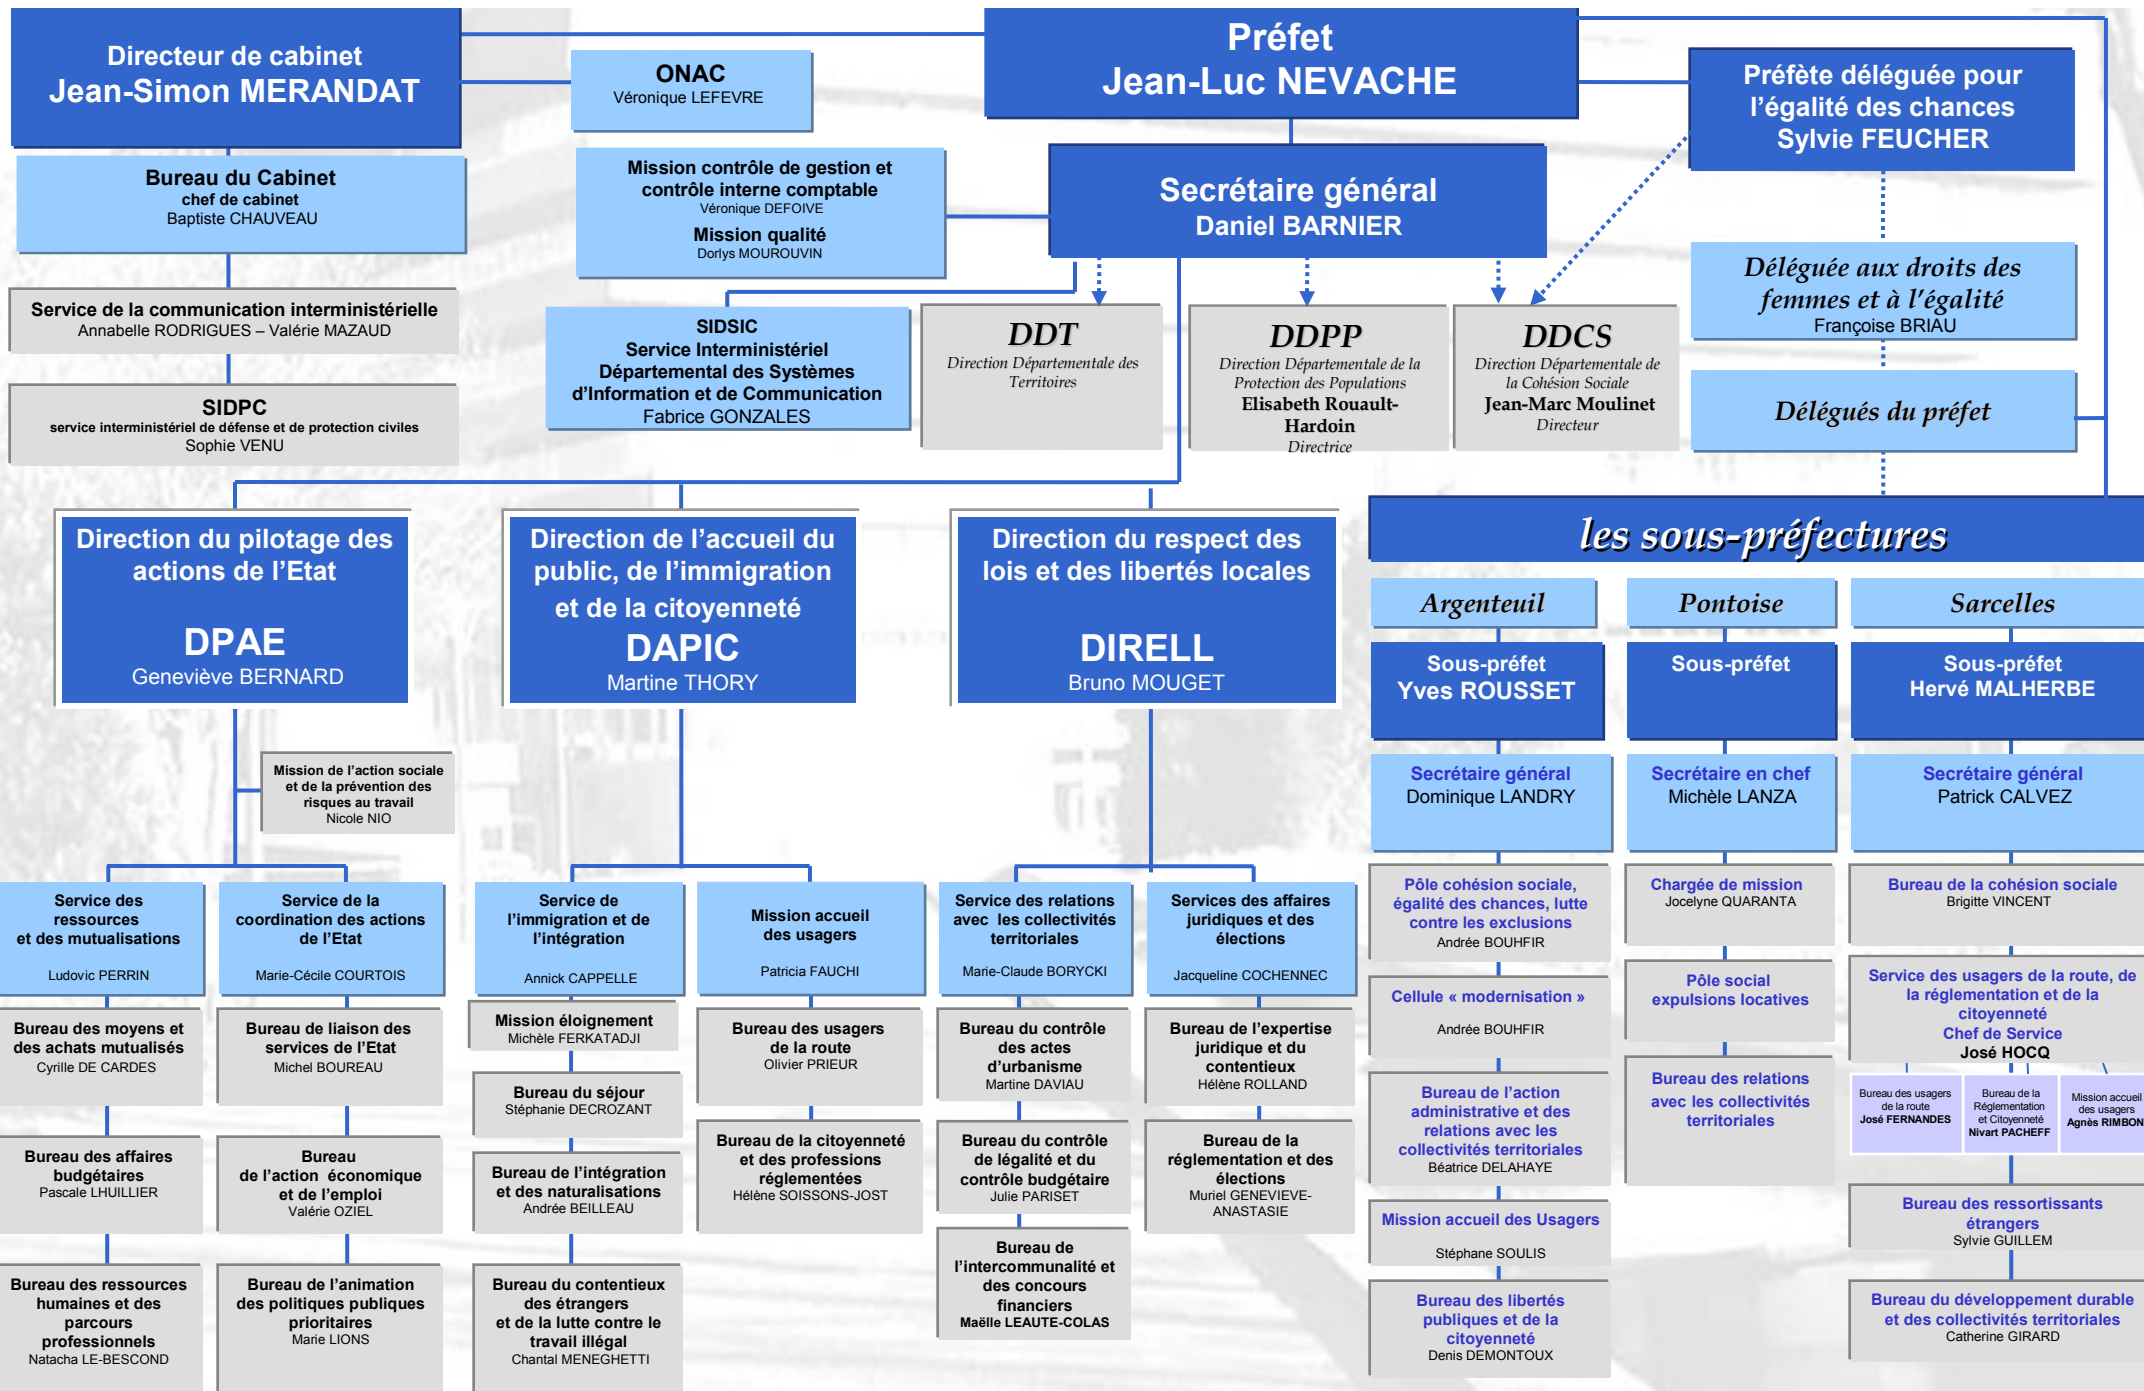 Directeur de cabinet
Jean-Simon MERANDAT
ONAC
Véronique LEFEVRE
Préfet
Jean-Luc NEVACHE
Préfète déléguée pour
l'égalité des chances
Sylvie FEUCHER
Bureau du Cabinet
chef de cabinet
Baptiste CHAUVEAU
Mission contrôle de gestion et
contrôle interne comptable
Véronique DEFOIVE
Mission qualité
Dorlys MOUROUVIN
Secrétaire général
Daniel BARNIER
Déléguée aux droits des
femmes et à l'égalité
Françoise BRIAU
Service de la communication interministérielle
Annabelle RODRIGUES – Valérie MAZAUD
SIDSIC
Service Interministériel
Départemental des Systèmes
d'Information et de Communication
Fabrice GONZALES
DDT
Direction Départementale des
Territoires
DDPP
Direction Départementale de la
Protection des Populations
Elisabeth Rouault-
Hardoin
Directrice
DDCS
Direction Départementale de
la Cohésion Sociale
Jean-Marc Moulinet
Directeur
Délégués du préfet
SIDPC
service interministériel de défense et de protection civiles
Sophie VENU
Direction du pilotage des
actions de l'Etat
DPAE
Geneviève BERNARD
Direction de l'accueil du
public, de l'immigration
et de la citoyenneté
DAPIC
Martine THORY
Direction du respect des
lois et des libertés locales
DIRELL
Bruno MOUGET
les sous-préfectures
Argenteuil
Pontoise
Sarcelles
Sous-préfet
Yves ROUSSET
Sous-préfet
Sous-préfet
Hervé MALHERBE
Mission de l'action sociale
et de la prévention des
risques au travail
Nicole NIO
Secrétaire général
Dominique LANDRY
Secrétaire en chef
Michèle LANZA
Secrétaire général
Patrick CALVEZ
Service des
ressources
et des mutualisations
Ludovic PERRIN
Service de la
coordination des actions
de l'Etat
Marie-Cécile COURTOIS
Service de
l'immigration et de
l'intégration
Annick CAPPELLE
Mission accueil
des usagers
Patricia FAUCHI
Service des relations
avec les collectivités
territoriales
Marie-Claude BORYCKI
Services des affaires
juridiques et des
élections
Jacqueline COCHENNEC
Pôle cohésion sociale,
égalité des chances, lutte
contre les exclusions
Andrée BOUHFIR
Chargée de mission
Jocelyne QUARANTA
Bureau de la cohésion sociale
Brigitte VINCENT
Bureau des moyens et
des achats mutualisés
Cyrille DE CARDES
Bureau de liaison des
services de l'Etat
Michel BOUREAU
Mission éloignement
Michèle FERKATADJI
Bureau des usagers
de la route
Olivier PRIEUR
Bureau du contrôle
des actes
d'urbanisme
Martine DAVIAU
Bureau de l'expertise
juridique et du
contentieux
Hélène ROLLAND
Cellule « modernisation »
Andrée BOUHFIR
Pôle social
expulsions locatives
Service des usagers de la route, de
la réglementation et de la
citoyenneté
Chef de Service
José HOCQ
Bureau du séjour
Stéphanie DECROZANT
Bureau de l'action
administrative et des
relations avec les
collectivités territoriales
Béatrice DELAHAYE
Bureau des relations
avec les collectivités
territoriales
Bureau des usagers
de la route
José FERNANDES
Bureau de la
Réglementation
et Citoyenneté
Nivart PACHEFF
Mission accueil
des usagers
Agnès RIMBON
Bureau des affaires
budgétaires
Pascale LHUILLIER
Bureau
de l'action économique
et de l'emploi
Valérie OZIEL
Bureau de l'intégration
et des naturalisations
Andrée BEILLEAU
Bureau de la citoyenneté
et des professions
réglementées
Hélène SOISSONS-JOST
Bureau du contrôle
de légalité et du
contrôle budgétaire
Julie PARISET
Bureau de la
réglementation et des
élections
Muriel GENEVIEVE-
ANASTASIE
Mission accueil des Usagers
Stéphane SOULIS
Bureau des ressortissants
étrangers
Sylvie GUILLEM
Bureau des ressources
humaines et des
parcours
professionnels
Natacha LE-BESCOND
Bureau de l'animation
des politiques publiques
prioritaires
Marie LIONS
Bureau du contentieux
des étrangers
et de la lutte contre le
travail illégal
Chantal MENEGHETTI
Bureau de
l'intercommunalité et
des concours
financiers
Maëlle LEAUTE-COLAS
Bureau des libertés
publiques et de la
citoyenneté
Denis DEMONTOUX
Bureau du développement durable
et des collectivités territoriales
Catherine GIRARD